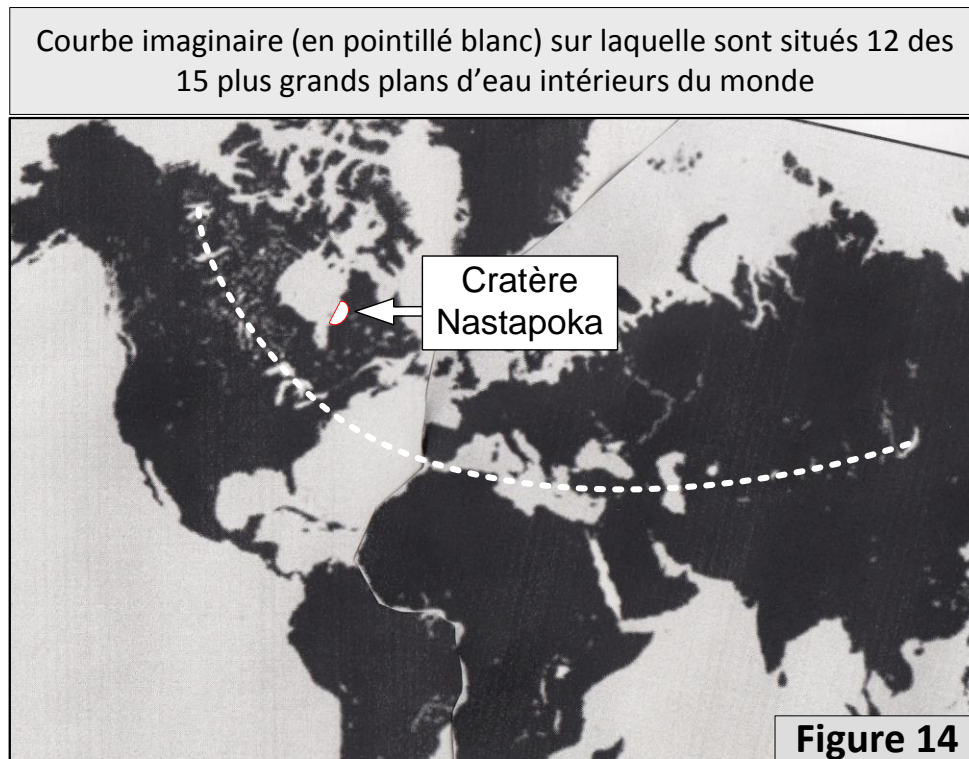 Courbe imaginaire (en pointillé blanc) sur laquelle sont situés 12 des
15 plus grands plans d'eau intérieurs du monde
Cratère
Nastapoka
Figure 14